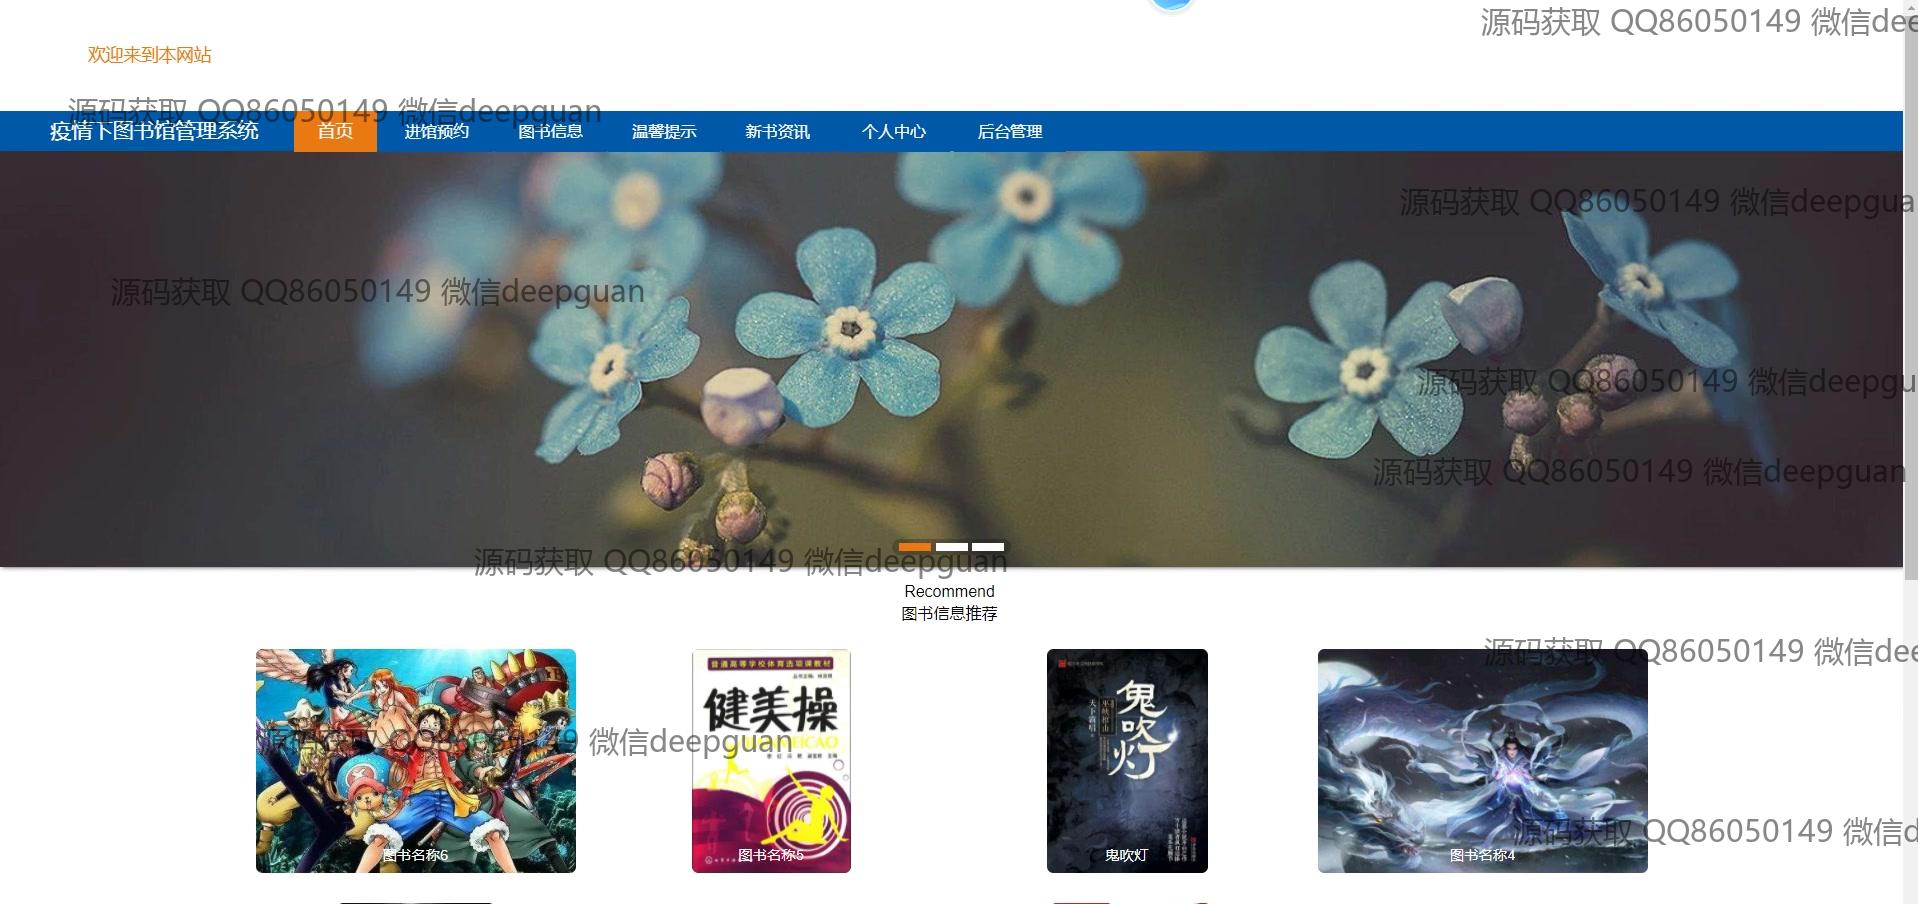 源码获取 QQ86050149 微信dee
欢迎来到本网站
源码获取 QQ86050149 微信deepguan
疫情下图书馆管理系统 首页 进馆预约 图书信息 温馨提示 新书资讯 个人中心 后台管理
源码获取 QQ86050149 微信deepgua
源码获取 QQ86050149 微信deepguan
源码获取 QQ86050149 微信deepgu
源码获取 QQ86050149 微信deepguan
源码获取 QQ86050149 微信deepguan
Recommend
图书信息推荐
源码获取 QQ86050149 微信dee
普通高等学校体育选项课教材
健美操
鬼吹灯
巫峡棺山
天下霸唱
源码获取 QQ86050149 微信deepguan
源码获取 QQ86050149 微信d
图书名称6
图书名称5
鬼吹灯
图书名称4